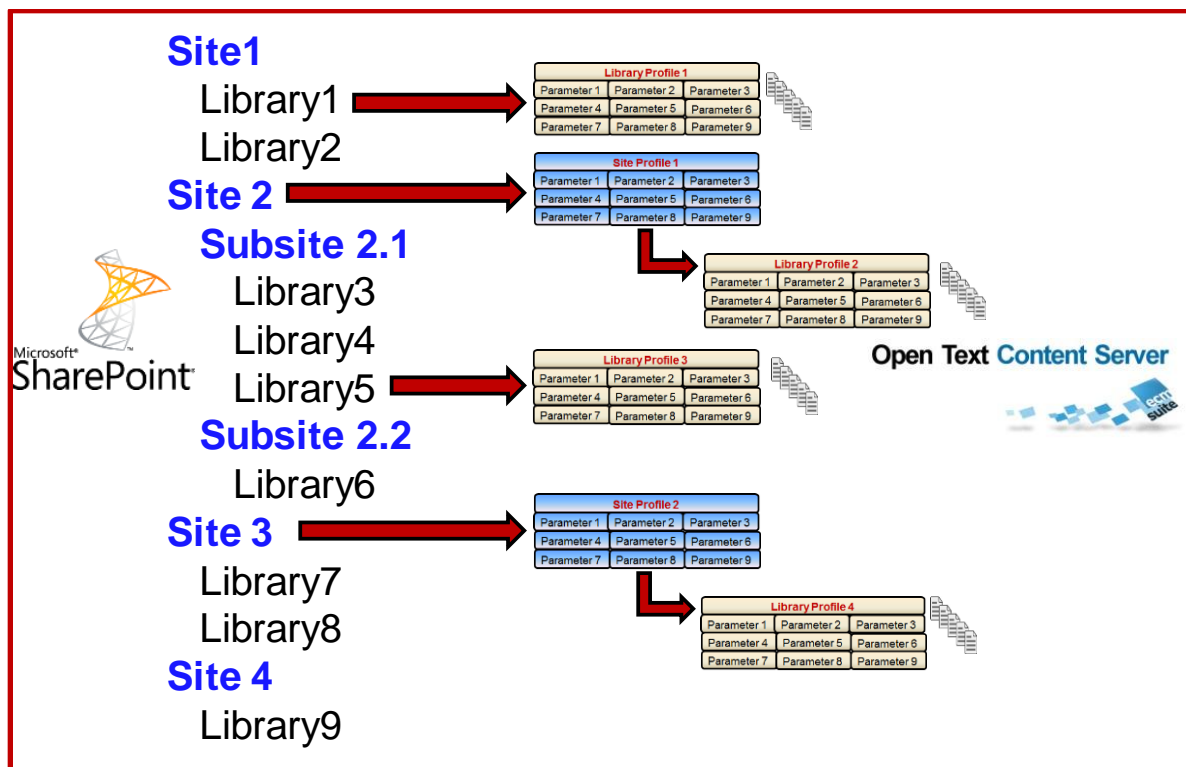 Site1
Library1
Library2
Site 2
Subsite 2.1
Library3
Library4
Library5
Subsite 2.2
Library6
Site 3
Library7
Library8
Site 4
Library9
Microsoft®
SharePoint®
Library Profile 1
Parameter 1 Parameter 2 Parameter 3
Parameter 4 Parameter 5 Parameter 6
Parameter 7 Parameter 8 Parameter 9
Site Profile 1
Parameter 1 Parameter 2 Parameter 3
Parameter 4 Parameter 5 Parameter 6
Parameter 7 Parameter 8 Parameter 9
Library Profile 2
Parameter 1 Parameter 2 Parameter 3
Parameter 4 Parameter 5 Parameter 6
Parameter 7 Parameter 8 Parameter 9
Library Profile 3
Parameter 1 Parameter 2 Parameter 3
Parameter 4 Parameter 5 Parameter 6
Parameter 7 Parameter 8 Parameter 9
Site Profile 2
Parameter 1 Parameter 2 Parameter 3
Parameter 4 Parameter 5 Parameter 6
Parameter 7 Parameter 8 Parameter 9
Library Profile 4
Parameter 1 Parameter 2 Parameter 3
Parameter 4 Parameter 5 Parameter 6
Parameter 7 Parameter 8 Parameter 9
Open Text Content Server
ecm
suite